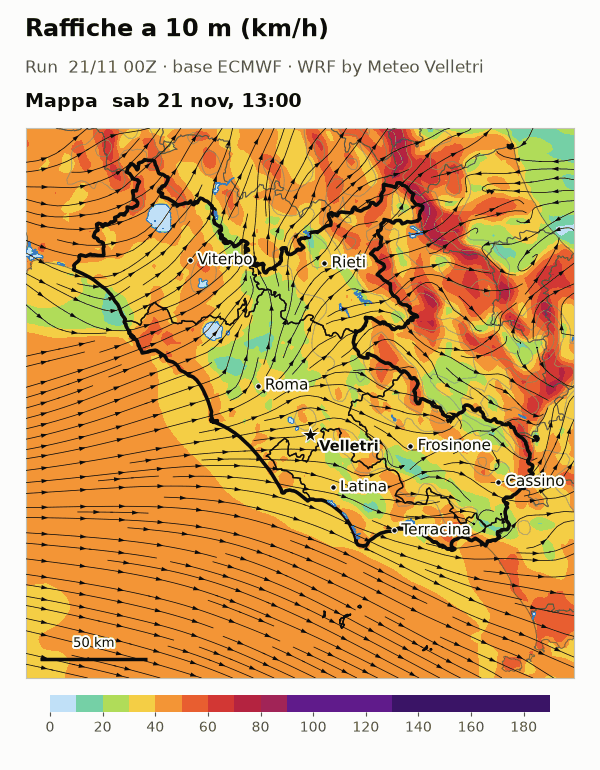 Raffiche a 10 m (km/h)
Run 21/11 00Z · base ECMWF · WRF by Meteo Velletri
Mappa sab 21 nov, 13:00
Viterbo
Rieti
Roma
Velletri
Frosinone
Latina
Cassino
Terracina
50 km
0 20 40 60 80 100 120 140 160 180